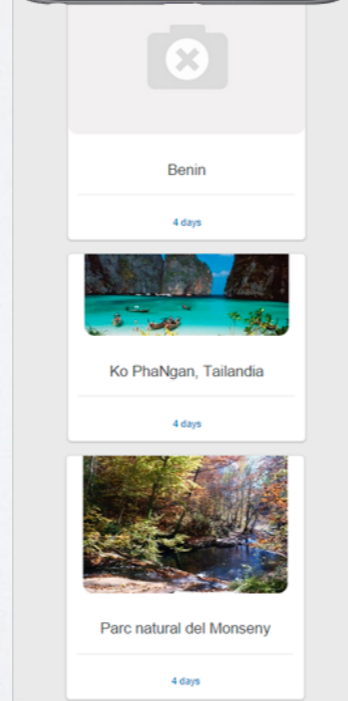 Benin
4 days
Ko PhaNgan, Tailandia
4 days
Parc natural del Monseny
4 days